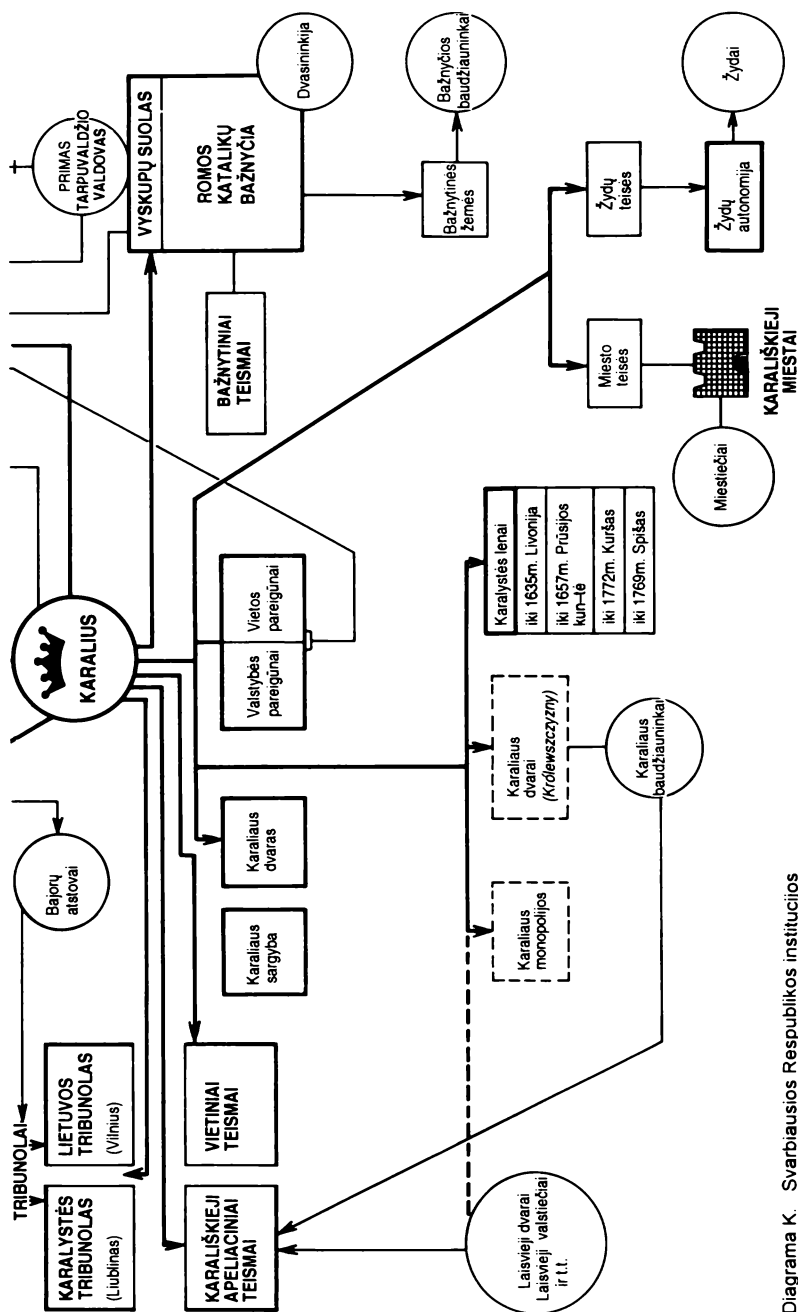 PRIMAS
TARPUVALDŽIO
VALDOVAS
VYSKUPŲ SUOLAS
ROMOS
KATALIKŲ
BAŽNYČIA
Dvasininkija
BAŽNYTINIAI
TEISMAI
Bažnytinės
žemės
Bažnyčios
baudžiauninkai
KARALIUS
Bajorų
atstovai
TRIBUNOLAI
LIETUVOS
TRIBUNOLAS
(Vilnius)
KARALYSTĖS
TRIBUNOLAS
(Liublinas)
Valstybės
pareigūnai
Vietos
pareigūnai
Karaliaus
dvaras
Karaliaus
sargyba
VIETINIAI
TEISMAI
KARALIŠKIEJI
APELIACINIAI
TEISMAI
Miesto
teisės
Žydų
teisės
Žydų
autonomija
Žydai
KARALIŠKIEJI
MIESTAI
Miestiečiai
Karalystės lenai
iki 1635m. Livonija
iki 1657m. Prūsijos
kun–tė
iki 1772m. Kuršas
iki 1769m. Spišas
Karaliaus
dvarai
(Królewszczyzny)
Karaliaus
monopolijos
Karaliaus
baudžiauninkai
Laisvieji dvarai
Laisvieji valstiečiai
ir t.t.
Diagrama K. Svarbiausios Respublikos institucijos